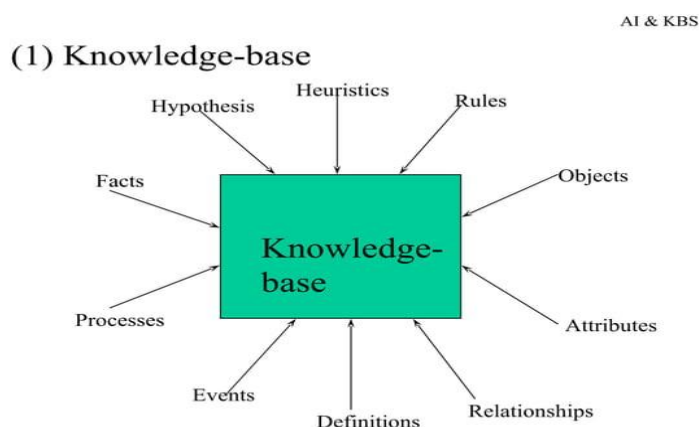 AI & KBS
(1) Knowledge-base
Heuristics
Hypothesis
Rules
Facts
Objects
Knowledge-
base
Processes
Attributes
Events
Relationships
Definitions